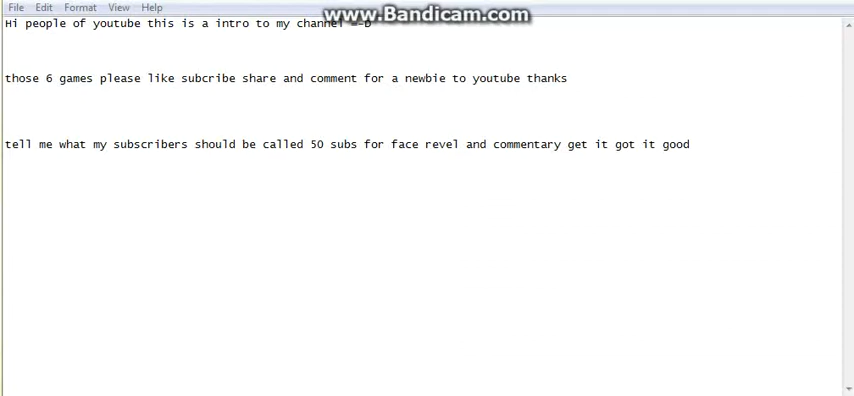 www.Bandicam.com
File Edit Format View Help
Hi people of youtube this is a intro to my channel =-D
those 6 games please like subcribe share and comment for a newbie to youtube thanks
tell me what my subscribers should be called 50 subs for face revel and commentary get it got it good